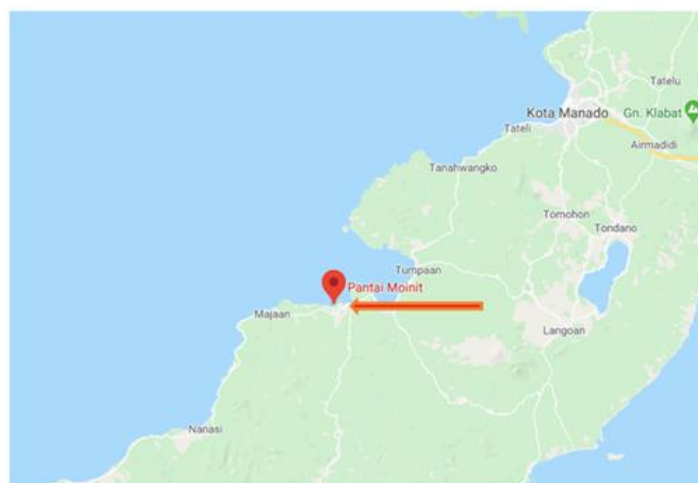 Tatelu
Kota Manado
Gn. Klabat
Tateli
Airmadidi
Tanahwangko
Tomohon
Tondano
Tumpaan
Pantai Moinit
Majaan
Langoan
Nanasi